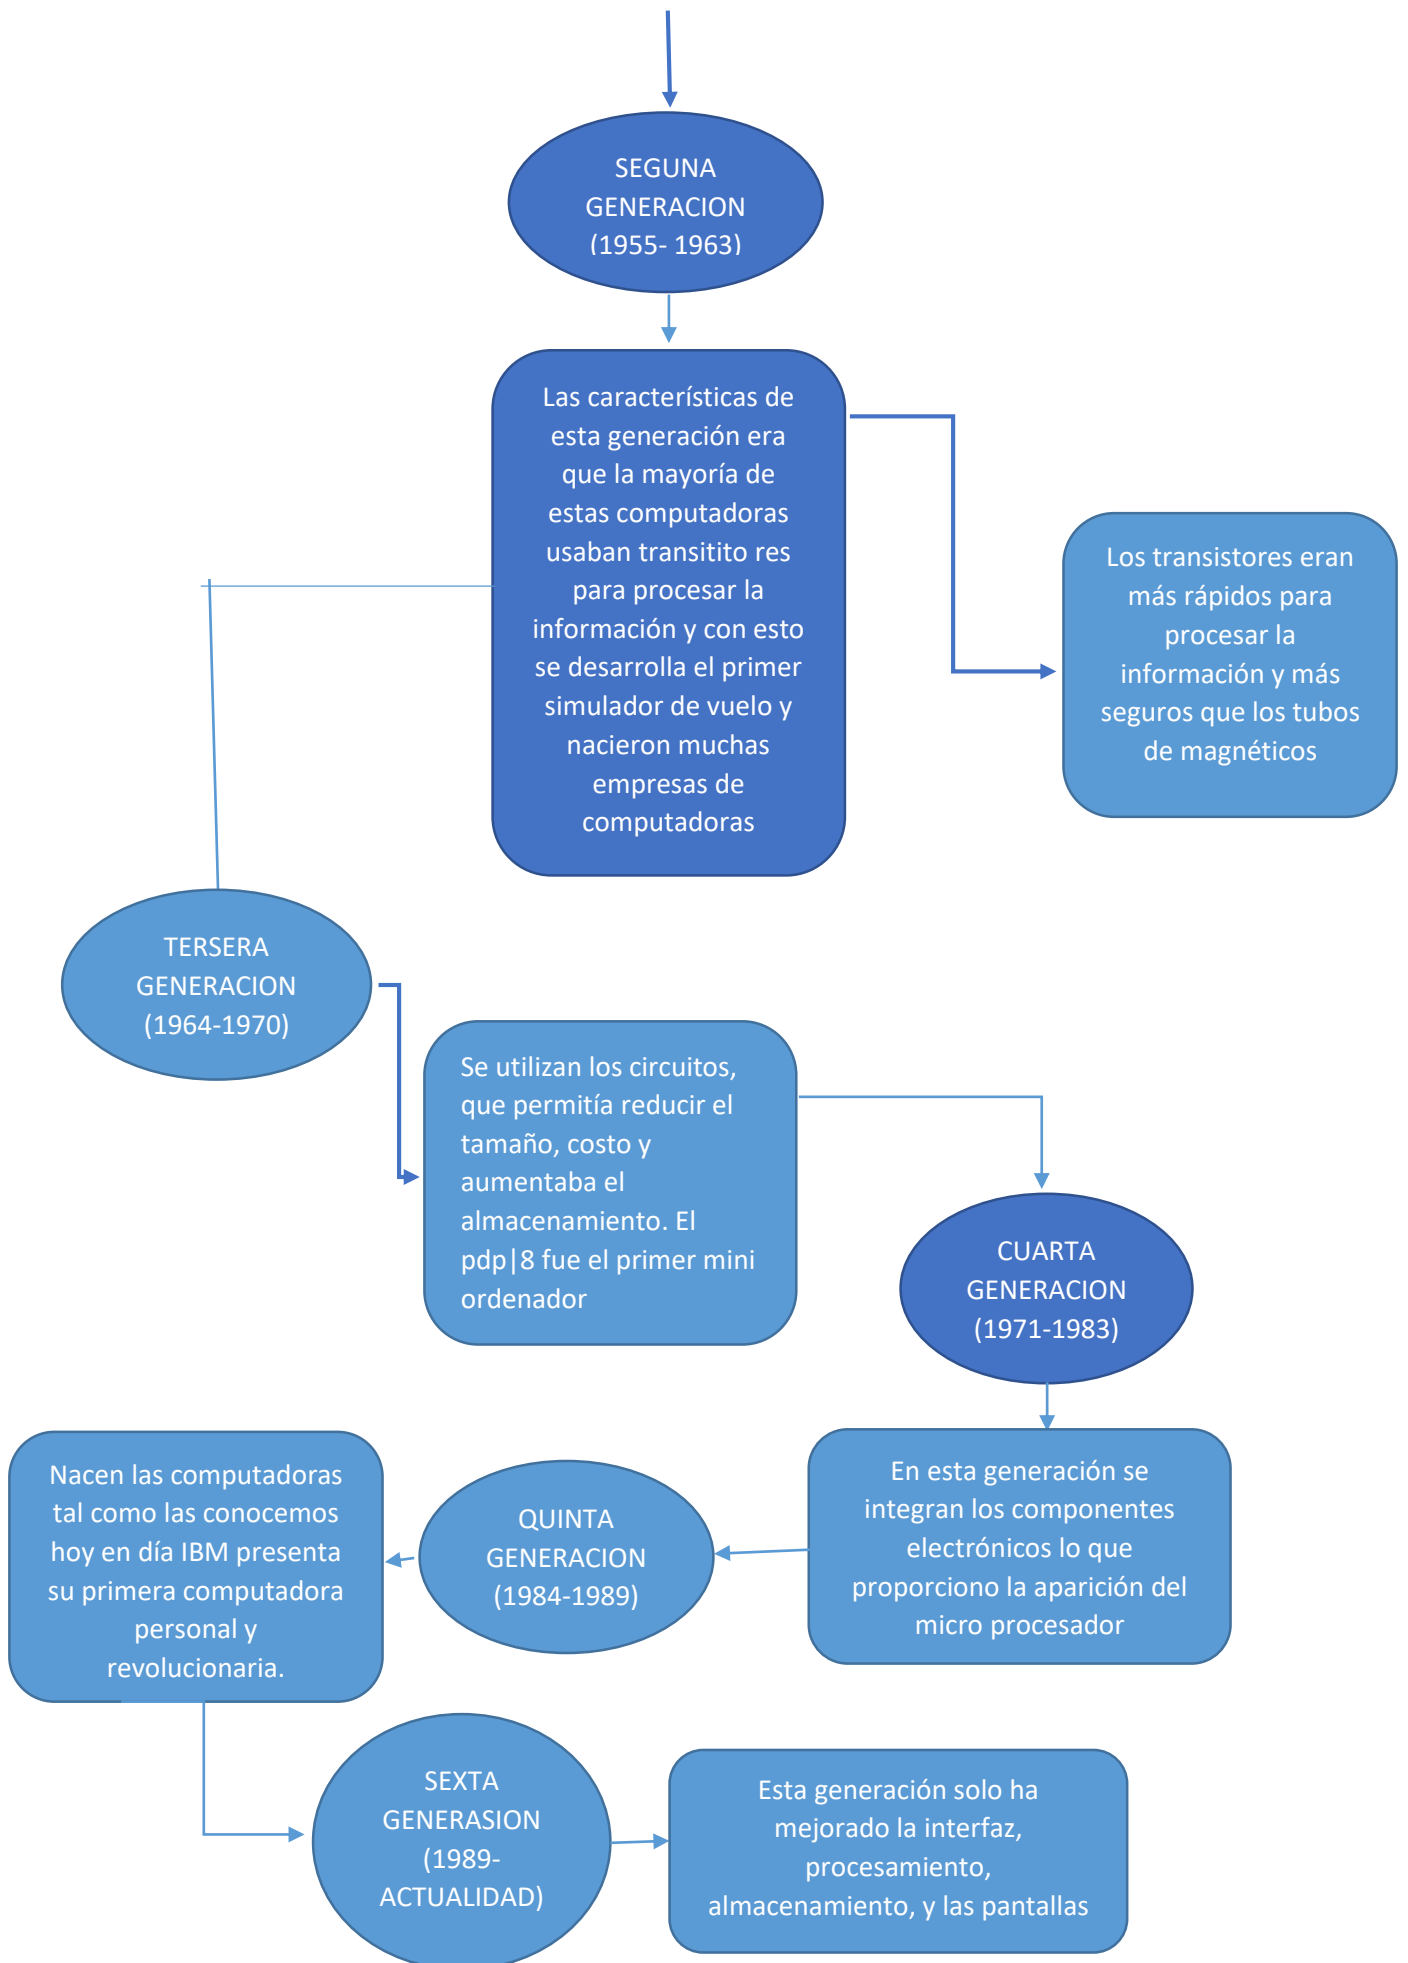 SEGUNA
GENERACION
(1955- 1963)
Las características de
esta generación era
que la mayoría de
estas computadoras
usaban transitito res
para procesar la
información y con esto
se desarrolla el primer
simulador de vuelo y
nacieron muchas
empresas de
computadoras
Los transistores eran
más rápidos para
procesar la
información y más
seguros que los tubos
de magnéticos
TERSERA
GENERACION
(1964-1970)
Se utilizan los circuitos,
que permitía reducir el
tamaño, costo y
aumentaba el
almacenamiento. El
pdp|8 fue el primer mini
ordenador
CUARTA
GENERACION
(1971-1983)
En esta generación se
integran los componentes
electrónicos lo que
proporciono la aparición del
micro procesador
QUINTA
GENERACION
(1984-1989)
Nacen las computadoras
tal como las conocemos
hoy en día IBM presenta
su primera computadora
personal y
revolucionaria.
SEXTA
GENERASION
(1989-
ACTUALIDAD)
Esta generación solo ha
mejorado la interfaz,
procesamiento,
almacenamiento, y las pantallas